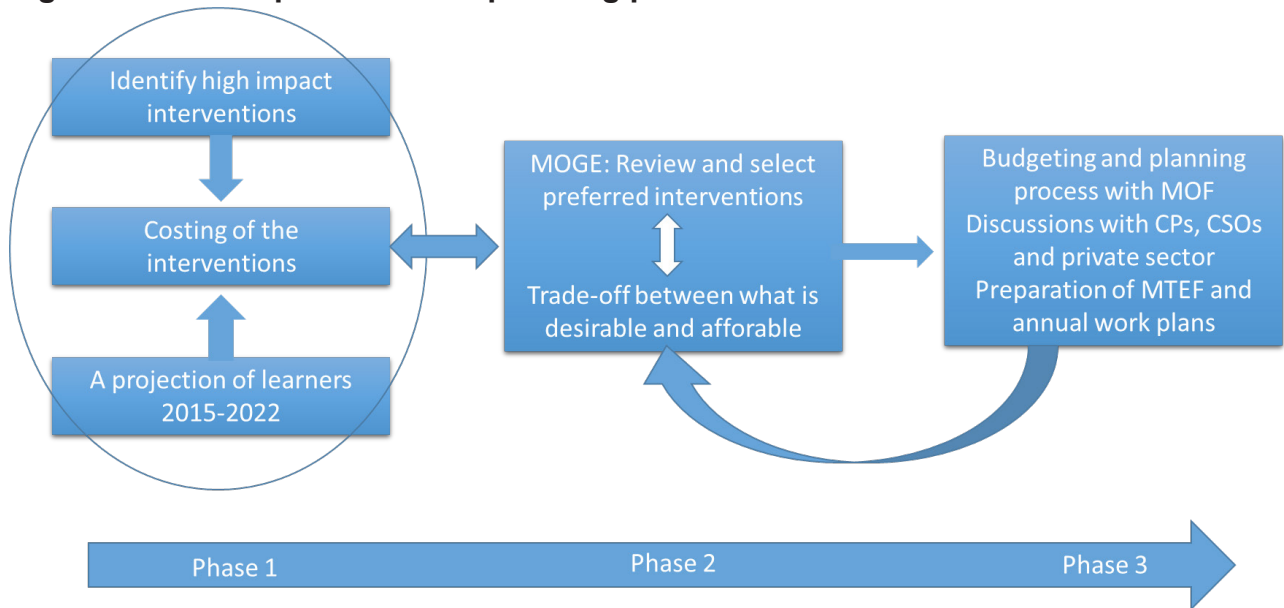 Identify high impact
interventions
Costing of the
interventions
A projection of learners
2015-2022
MOGE: Review and select
preferred interventions
Trade-off between what is
desirable and afforable
Budgeting and planning
process with MOF
Discussions with CPs, CSOs
and private sector
Preparation of MTEF and
annual work plans
Phase 1
Phase 2
Phase 3